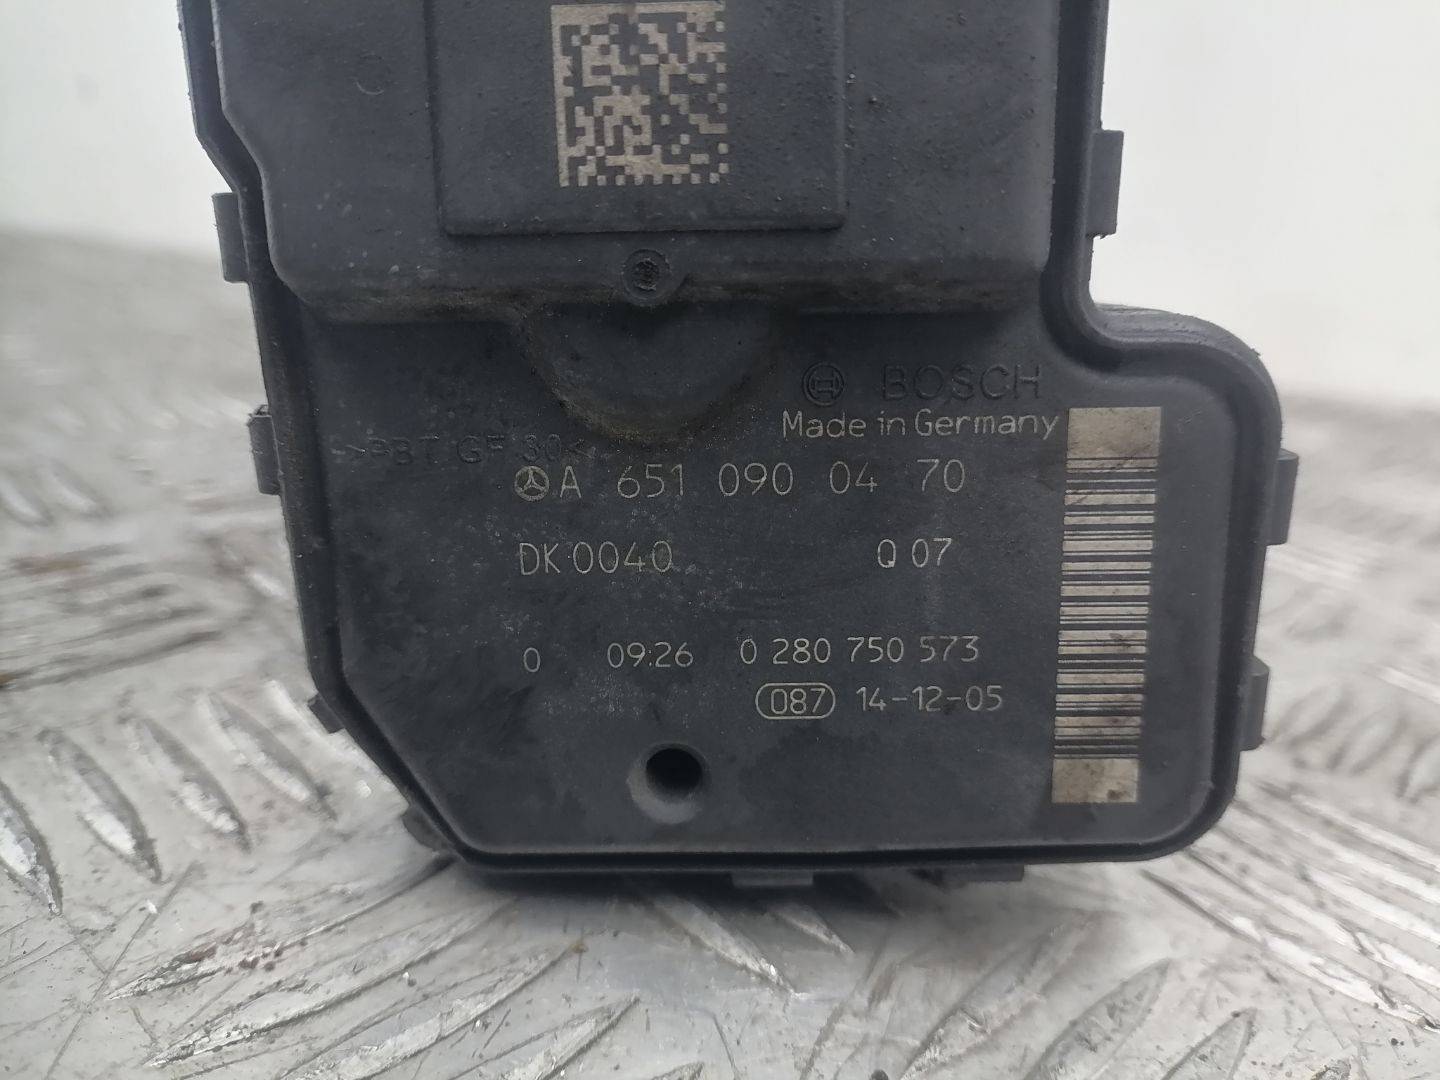 BOSCH
Made in Germany
>PBT GF 30<
A 651 090 04 70
DK 0040 Q 07
0 09:26 0 280 750 573
087 14-12-05